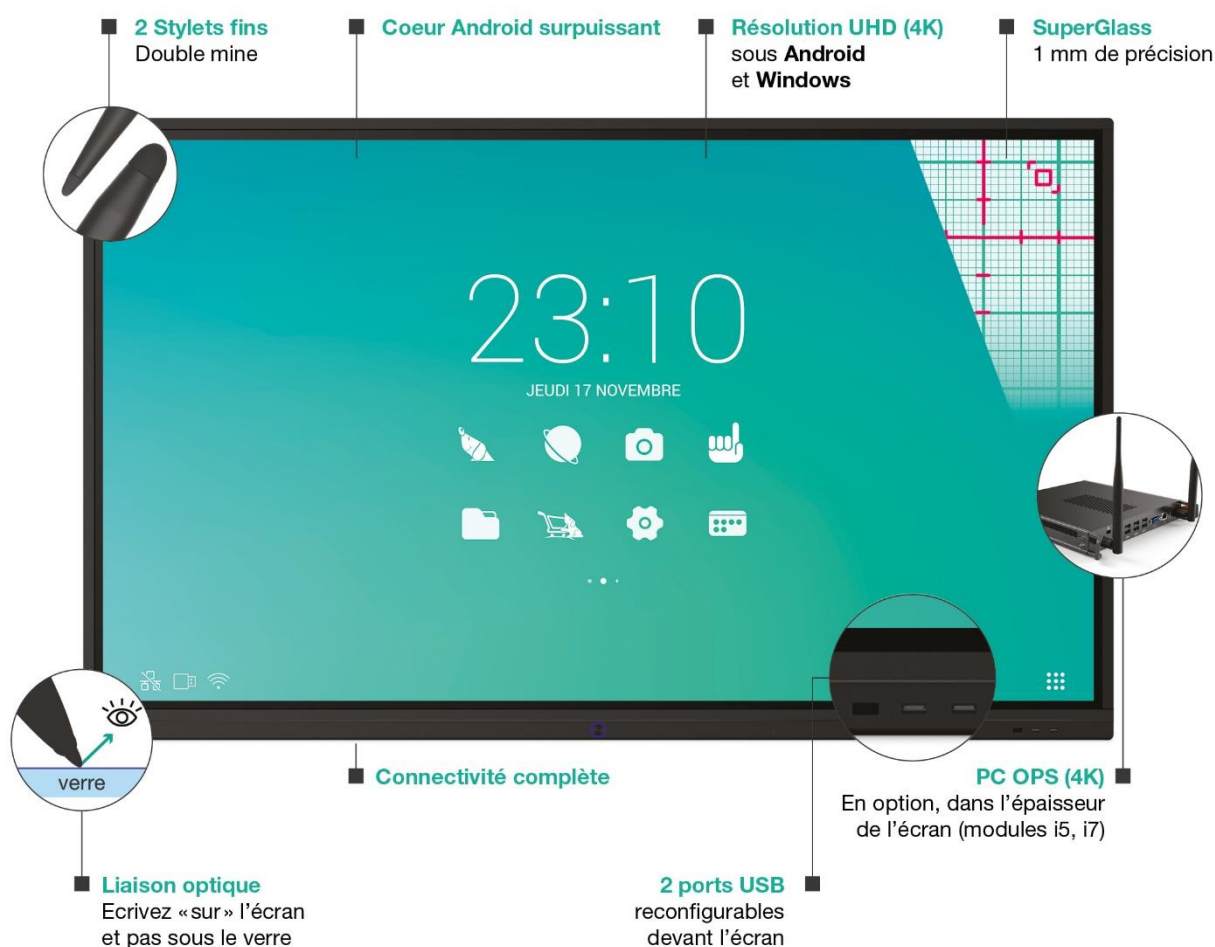 2 Stylets fins
Double mine
Coeur Android surpuissant
Résolution UHD (4K)
sous Android
et Windows
SuperGlass
1 mm de précision
23:10
JEUDI 17 NOVEMBRE
verre
Connectivité complète
PC OPS (4K)
En option, dans l’épaisseur
de l’écran (modules i5, i7)
Liaison optique
Ecrivez «sur» l’écran
et pas sous le verre
2 ports USB
reconfigurables
devant l’écran